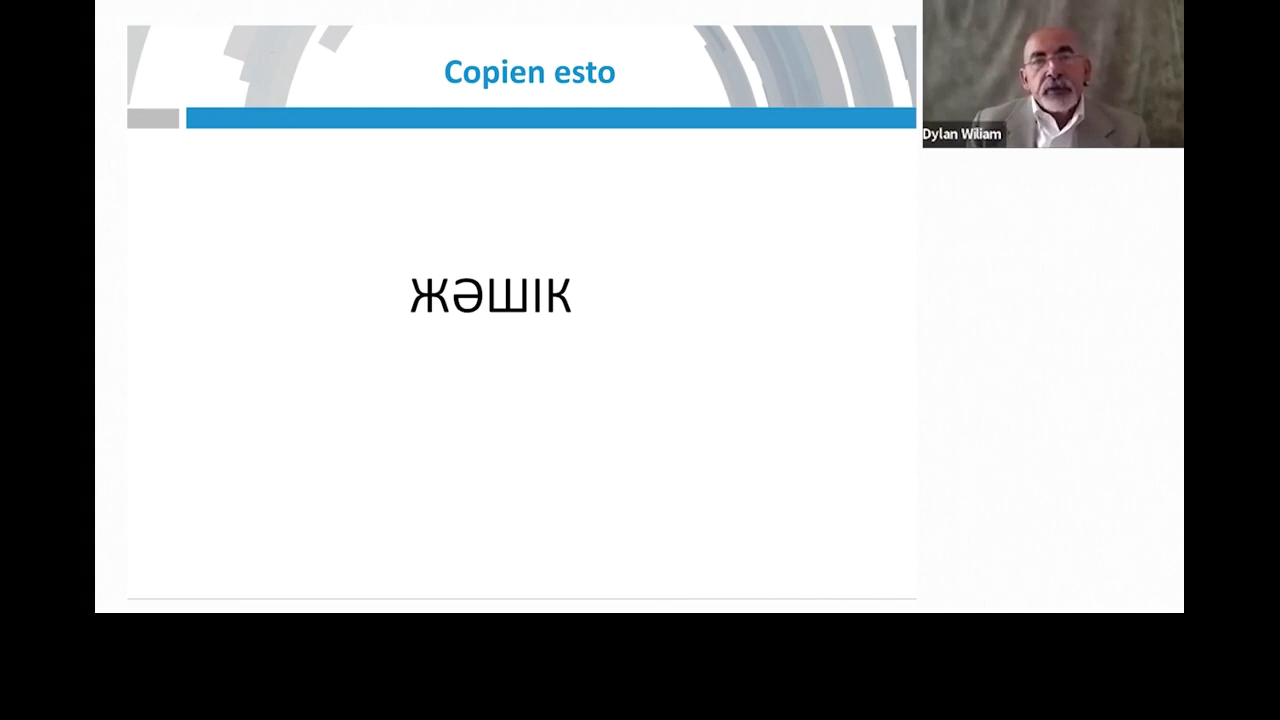 Copien esto
Dylan Wiliam
ЖӘШІК